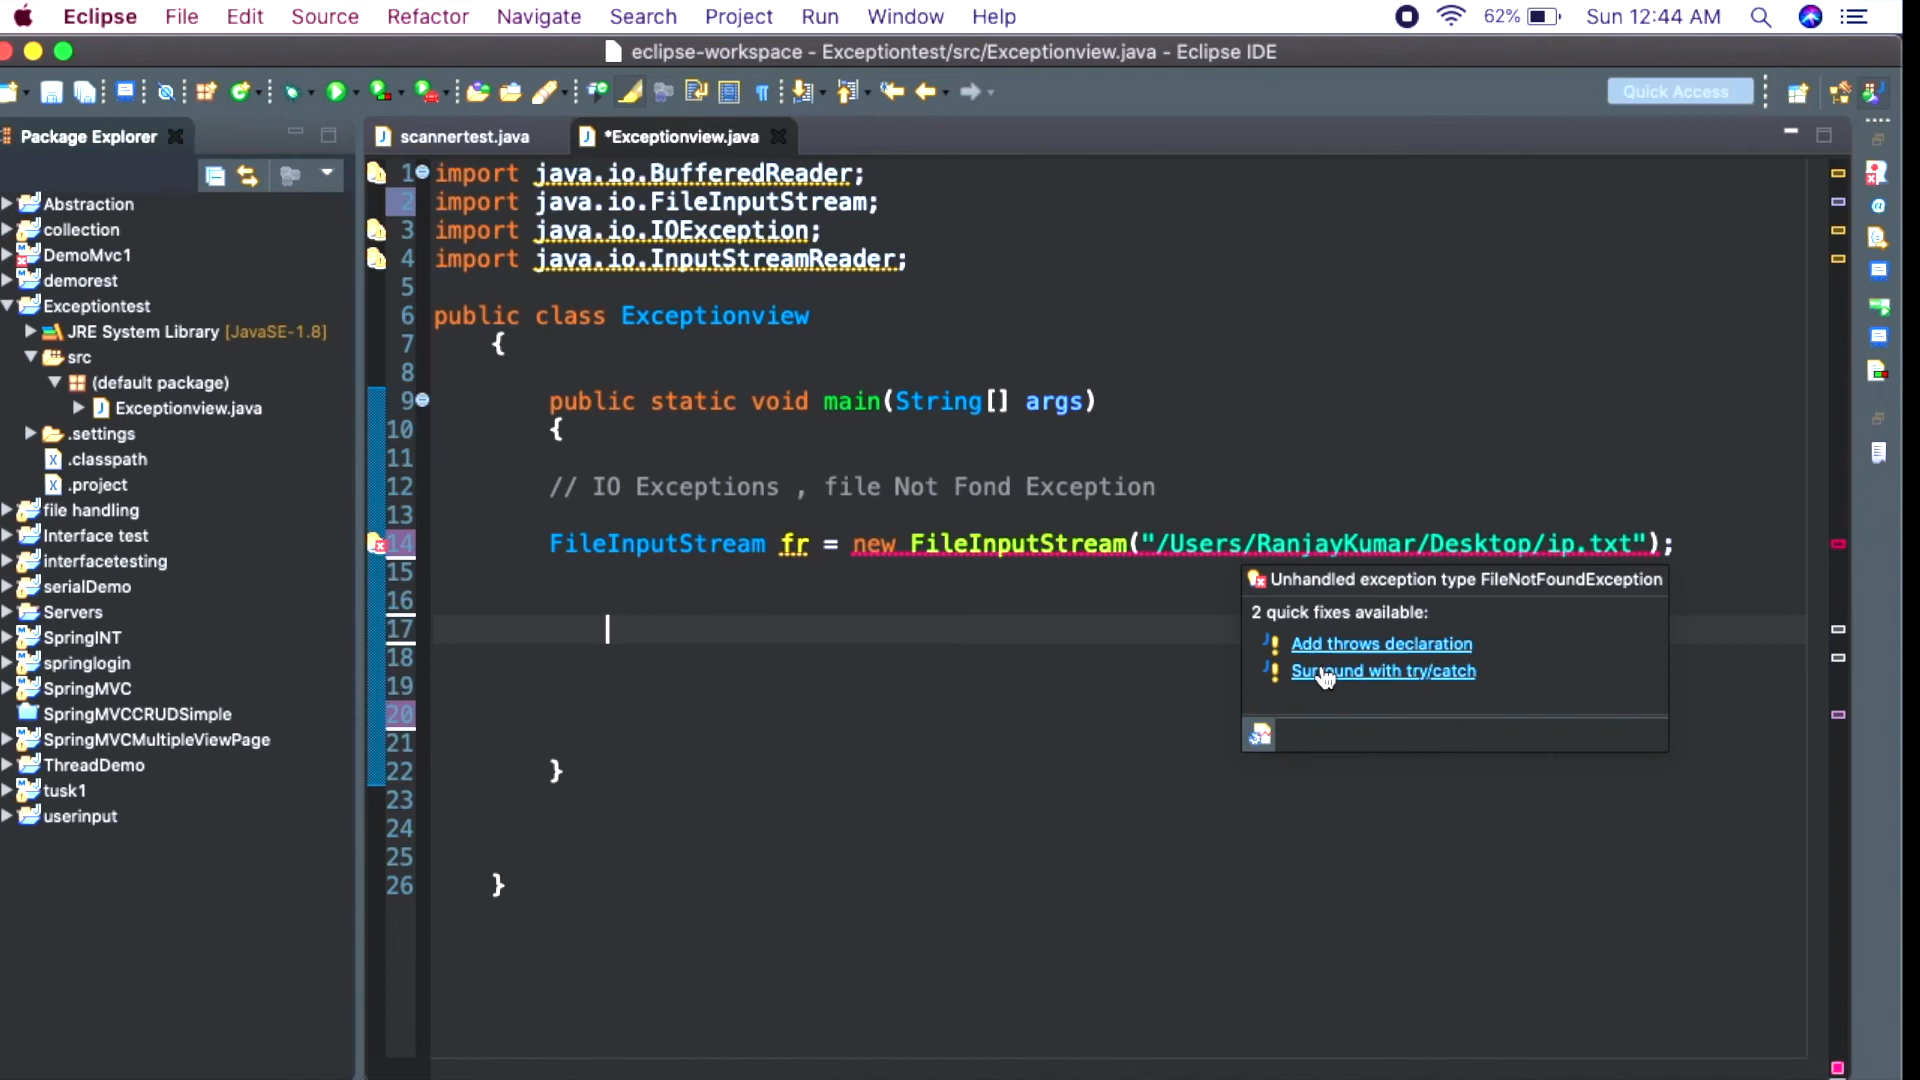 Eclipse File Edit Source Refactor Navigate Search Project Run Window Help 62% Sun 12:44 AM
eclipse-workspace - Exceptiontest/src/Exceptionview.java - Eclipse IDE
Quick Access
Package Explorer
scannertest.java
*Exceptionview.java
Abstraction
collection
DemoMvc1
demorest
Exceptiontest
JRE System Library [JavaSE-1.8]
src
(default package)
Exceptionview.java
.settings
.classpath
.project
file handling
Interface test
interfacetesting
serialDemo
Servers
SpringINT
springlogin
SpringMVC
SpringMVCCRUDSimple
SpringMVCMultipleViewPage
ThreadDemo
tusk1
userinput
1 import java.io.BufferedReader;
2 import java.io.FileInputStream;
3 import java.io.IOException;
4 import java.io.InputStreamReader;
5
6 public class Exceptionview
7 {
8
9 public static void main(String[] args)
10 {
11
12 // IO Exceptions , file Not Fond Exception
13
14 FileInputStream fr = new FileInputStream("/Users/RanjayKumar/Desktop/ip.txt");
15
16
17
18
19
20
21
22 }
23
24
25
26 }
Unhandled exception type FileNotFoundException
2 quick fixes available:
Add throws declaration
Surround with try/catch